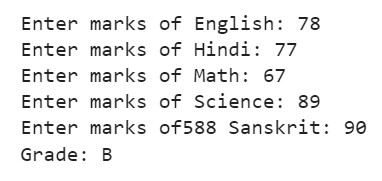 Enter marks of English: 78
Enter marks of Hindi: 77
Enter marks of Math: 67
Enter marks of Science: 89
Enter marks of588 Sanskrit: 90
Grade: B